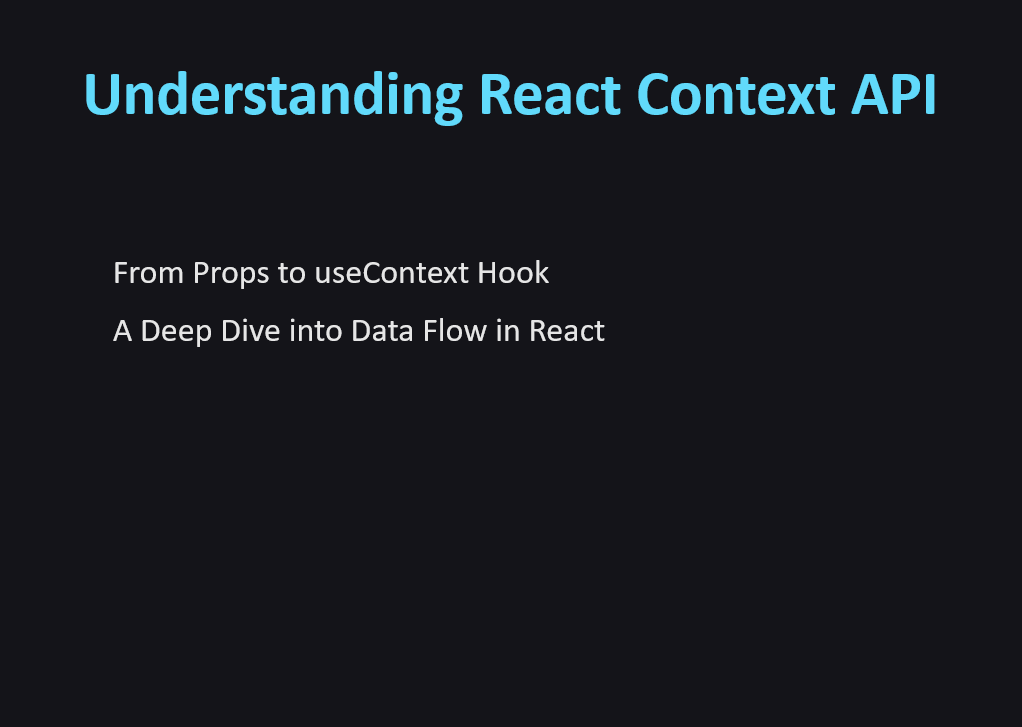 Understanding React Context API
From Props to useContext Hook
A Deep Dive into Data Flow in React